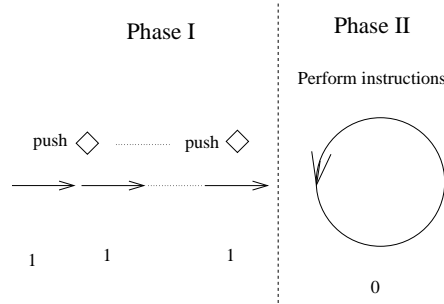 Phase I
Phase II
Perform instructions
push
push
1
1
1
0